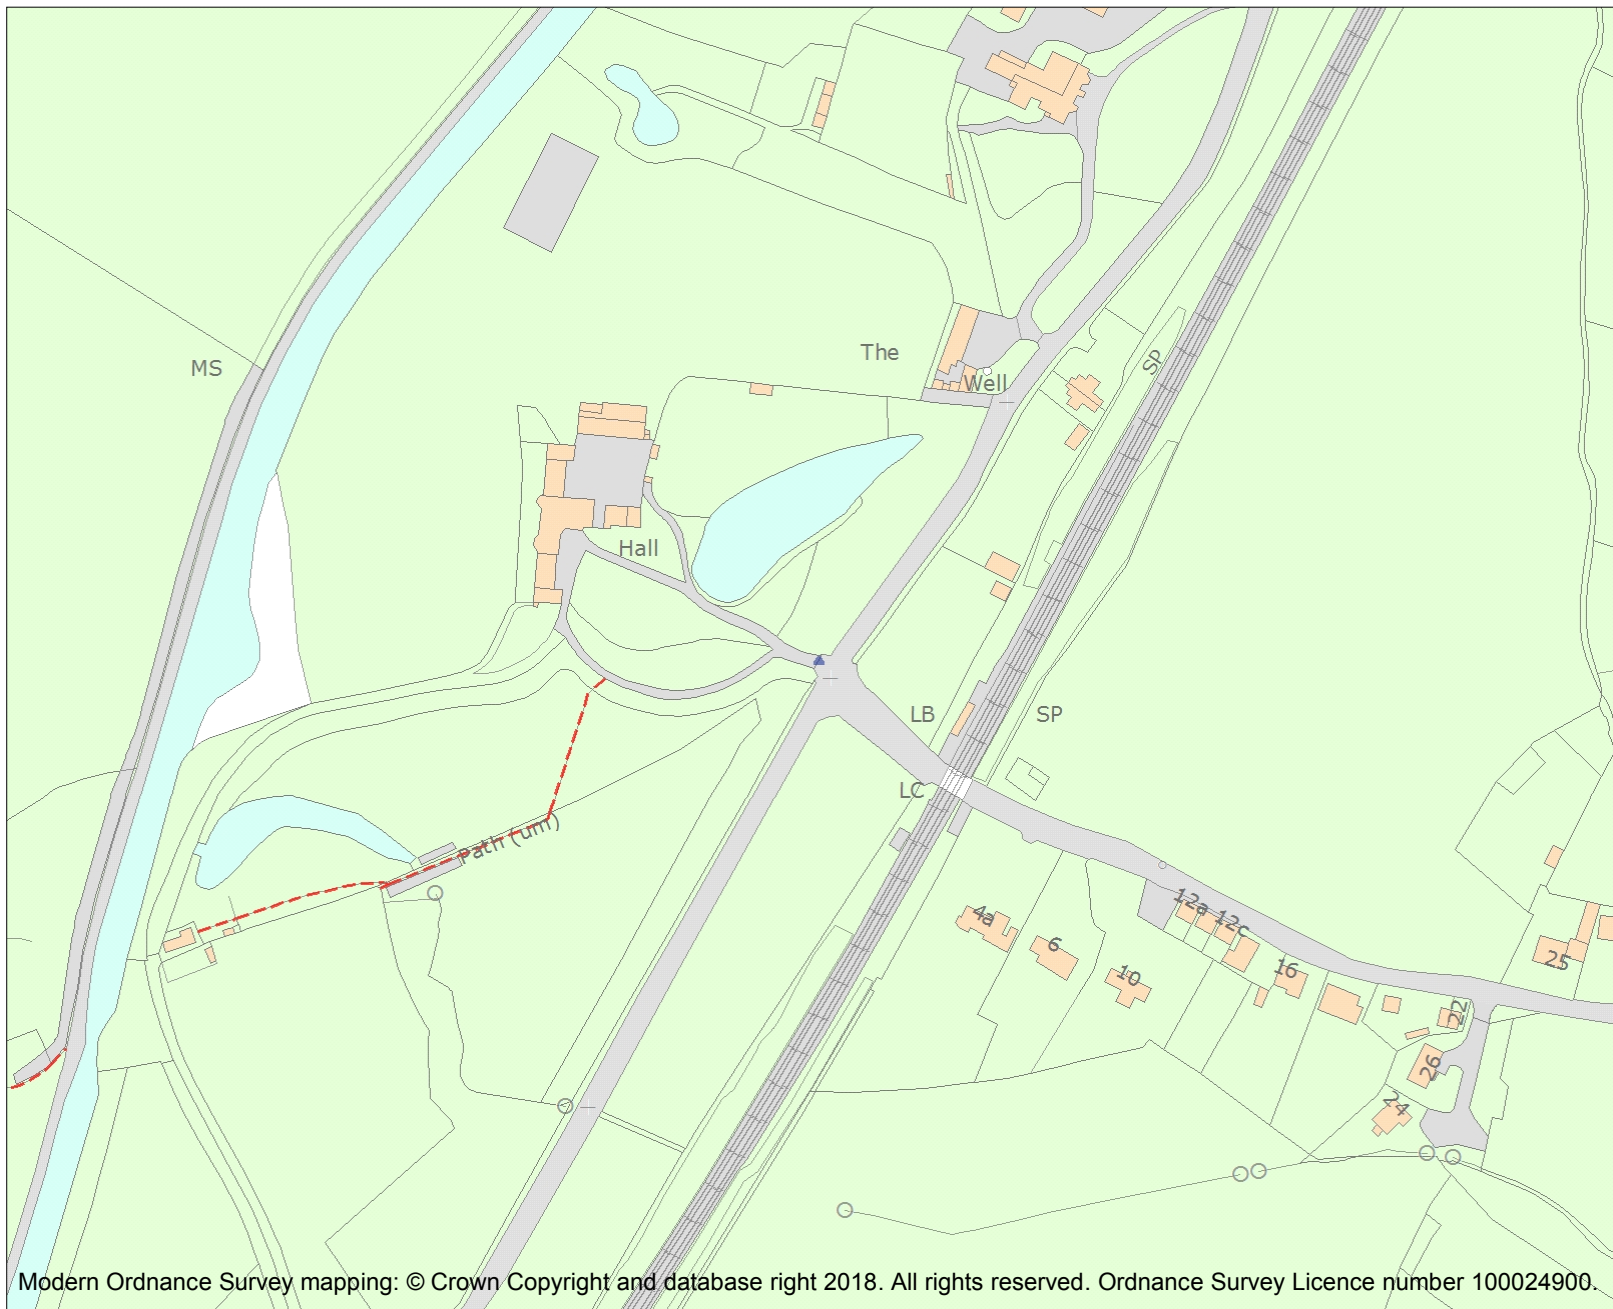 The
SP
MS
Well
Hall
LB
SP
LC
Path (um)
12a
12c
4a
6
10
16
25
22
26
24
Modern Ordnance Survey mapping: © Crown Copyright and database right 2018. All rights reserved. Ordnance Survey Licence number 100024900.